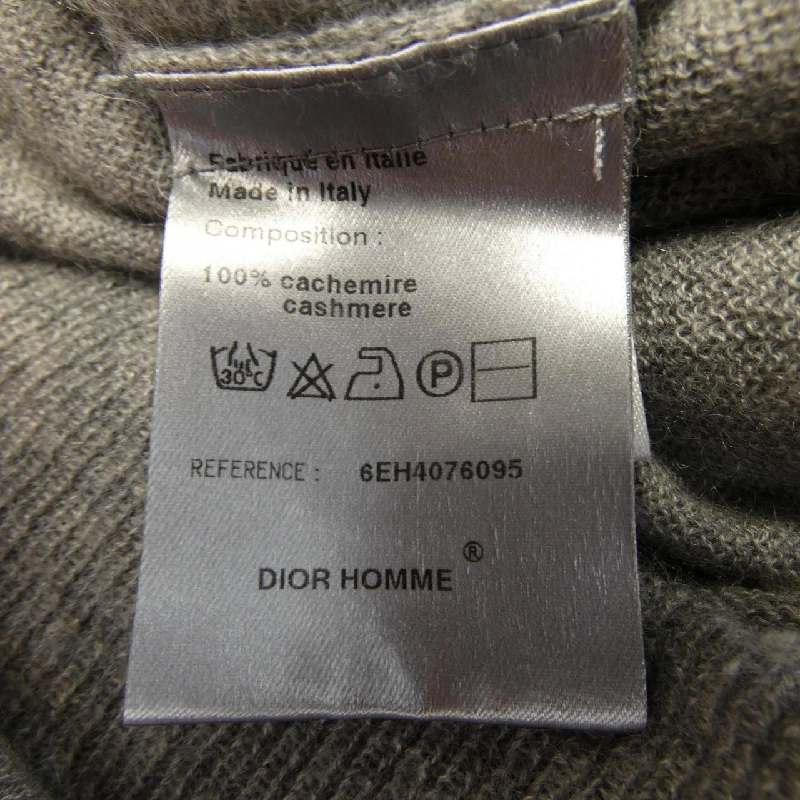 Fabriqué en Italie
Made in Italy
Composition :
100% cachemire
cashmere
30°C
P
REFERENCE : 6EH4076095
DIOR HOMME ®